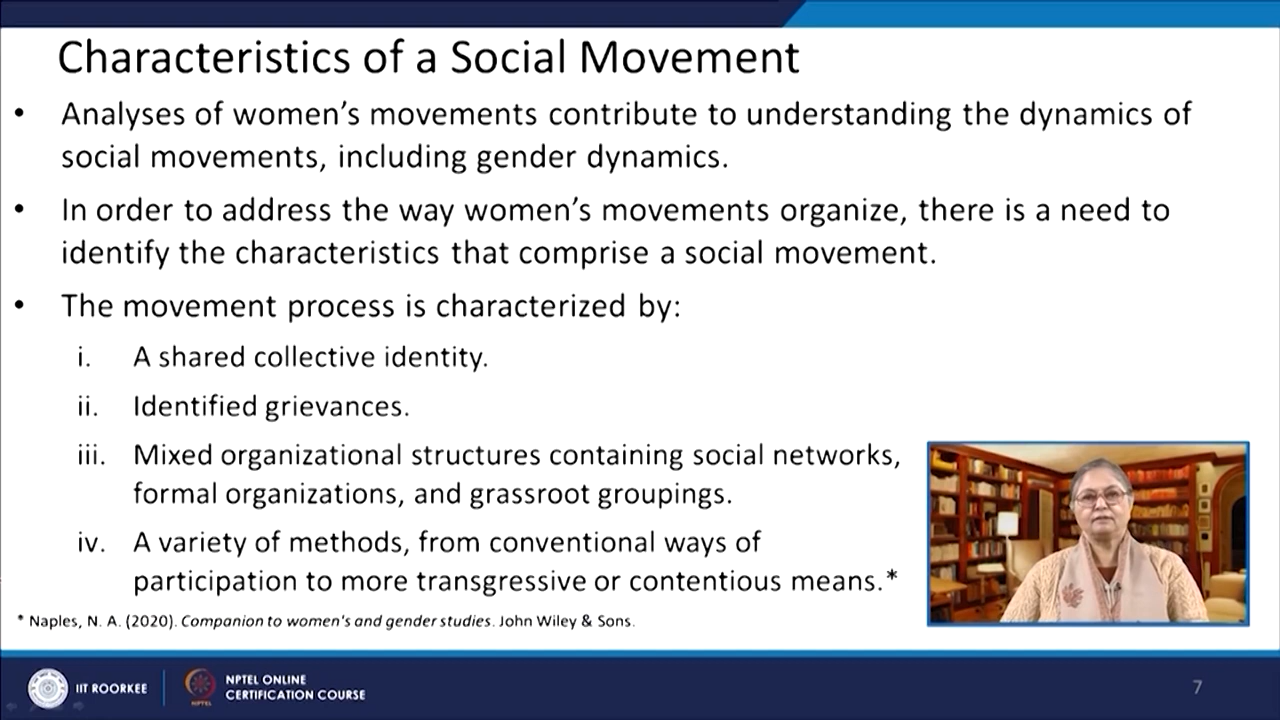 Characteristics of a Social Movement
• Analyses of women's movements contribute to understanding the dynamics of
social movements, including gender dynamics.
• In order to address the way women's movements organize, there is a need to
identify the characteristics that comprise a social movement.
• The movement process is characterized by:
i. A shared collective identity.
ii. Identified grievances.
iii. Mixed organizational structures containing social networks,
formal organizations, and grassroot groupings.
iv. A variety of methods, from conventional ways of
participation to more transgressive or contentious means.*
* Naples, N. A. (2020). Companion to women's and gender studies. John Wiley & Sons.
IIT ROORKEE
NPTEL
NPTEL ONLINE
CERTIFICATION COURSE
7